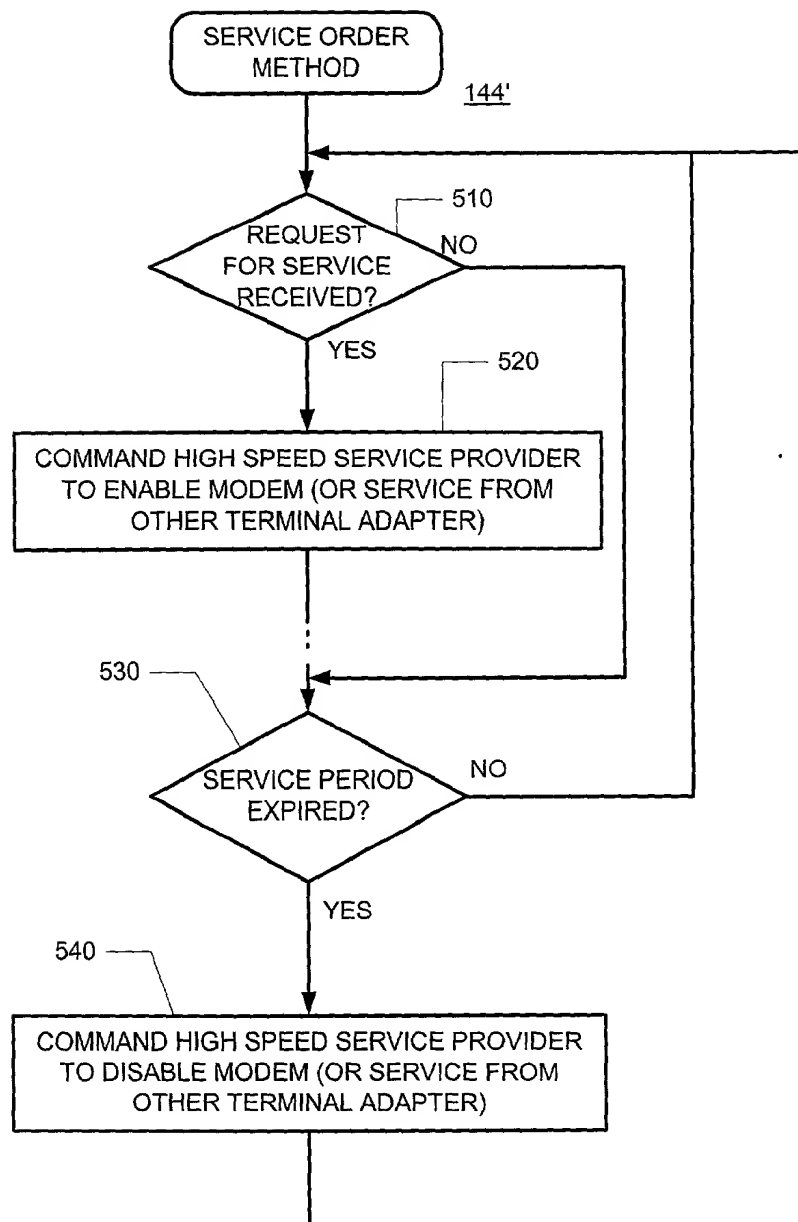 SERVICE ORDER
METHOD
144'
510
REQUEST
FOR SERVICE
RECEIVED?
NO
YES
520
COMMAND HIGH SPEED SERVICE PROVIDER
TO ENABLE MODEM (OR SERVICE FROM
OTHER TERMINAL ADAPTER)
530
SERVICE PERIOD
EXPIRED?
NO
YES
540
COMMAND HIGH SPEED SERVICE PROVIDER
TO DISABLE MODEM (OR SERVICE FROM
OTHER TERMINAL ADAPTER)